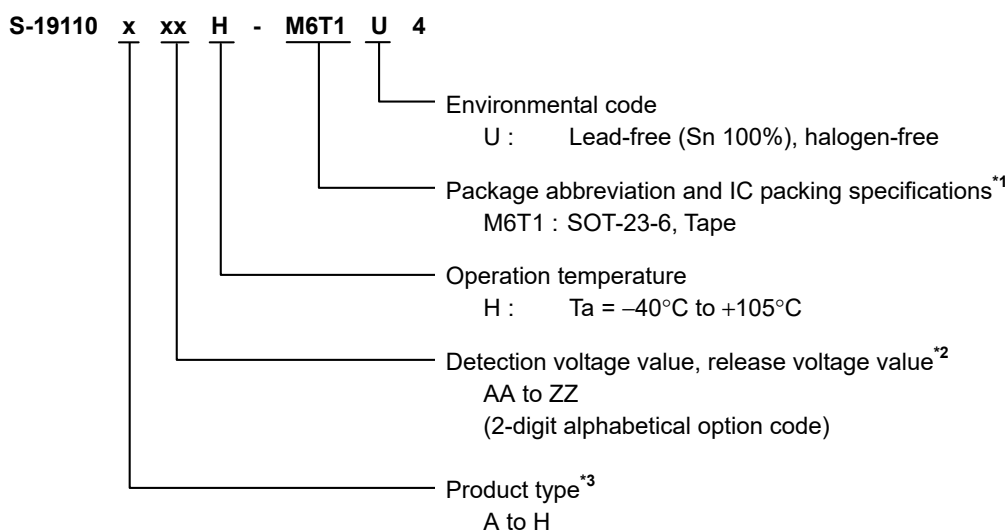 S-19110 x xx H - M6T1 U 4
Environmental code
U : Lead-free (Sn 100%), halogen-free
Package abbreviation and IC packing specifications*1
M6T1 : SOT-23-6, Tape
Operation temperature
H : Ta = −40°C to +105°C
Detection voltage value, release voltage value*2
AA to ZZ
(2-digit alphabetical option code)
Product type*3
A to H